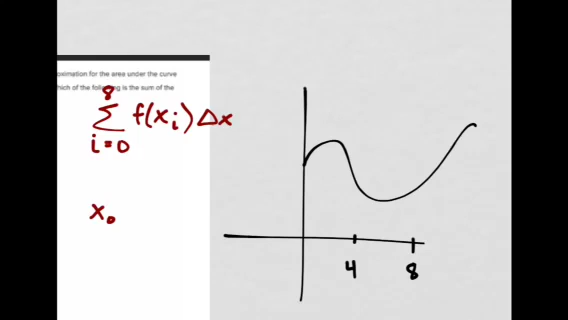 oximation for the area under the curve
hich of the following is the sum of the
8
∑ f(xᵢ) Δx
i=0
x₀
4 8